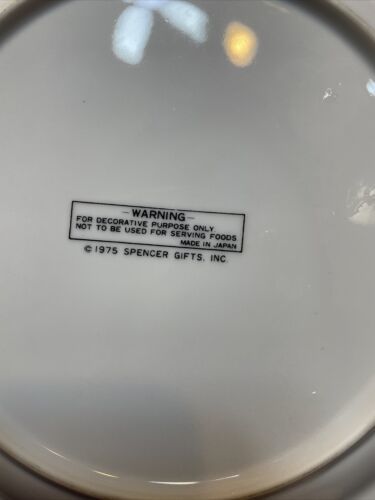 -WARNING-
FOR DECORATIVE PURPOSE ONLY
NOT TO BE USED FOR SERVING FOODS
MADE IN JAPAN
©1975 SPENCER GIFTS, INC.